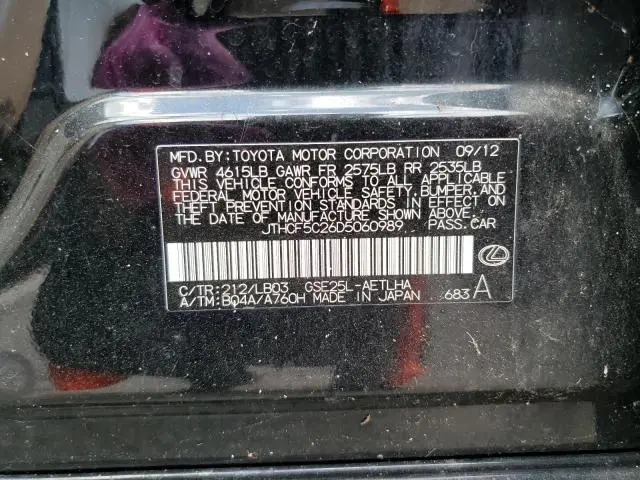 MFD.BY:TOYOTA MOTOR CORPORATION 09/12
GVWR 4615LB GAWR FR 2575LB RR 2535LB
THIS VEHICLE CONFORMS TO ALL APPLICABLE
FEDERAL MOTOR VEHICLE SAFETY,BUMPER,AND
THEFT PREVENTION STANDARDS IN EFFECT ON
THE DATE OF MANUFACTURE SHOWN ABOVE.
JTHCF5C26D5060989 PASS.CAR
C/TR:212/LB03 GSE25L-AETLHA
A/TM:B04A/A760H MADE IN JAPAN 683 A